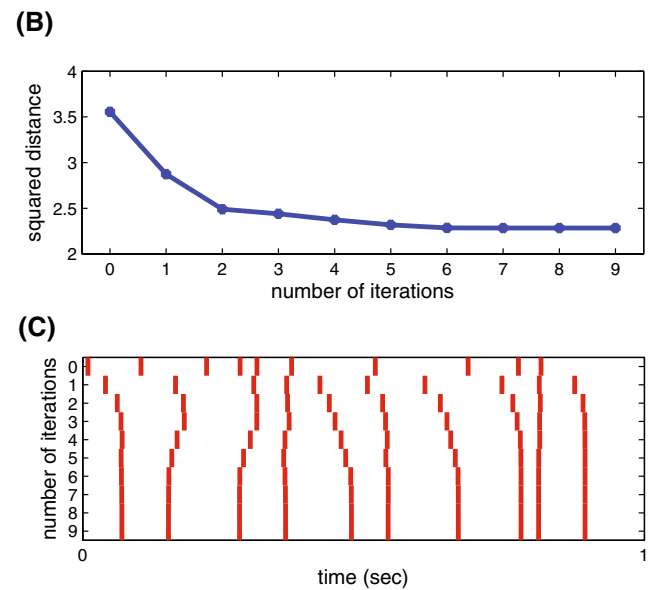 (B)
4
3.5
3
2.5
2
squared distance
0 1 2 3 4 5 6 7 8 9
number of iterations
(C)
0
1
2
3
4
5
6
7
8
9
number of iterations
0 1
time (sec)